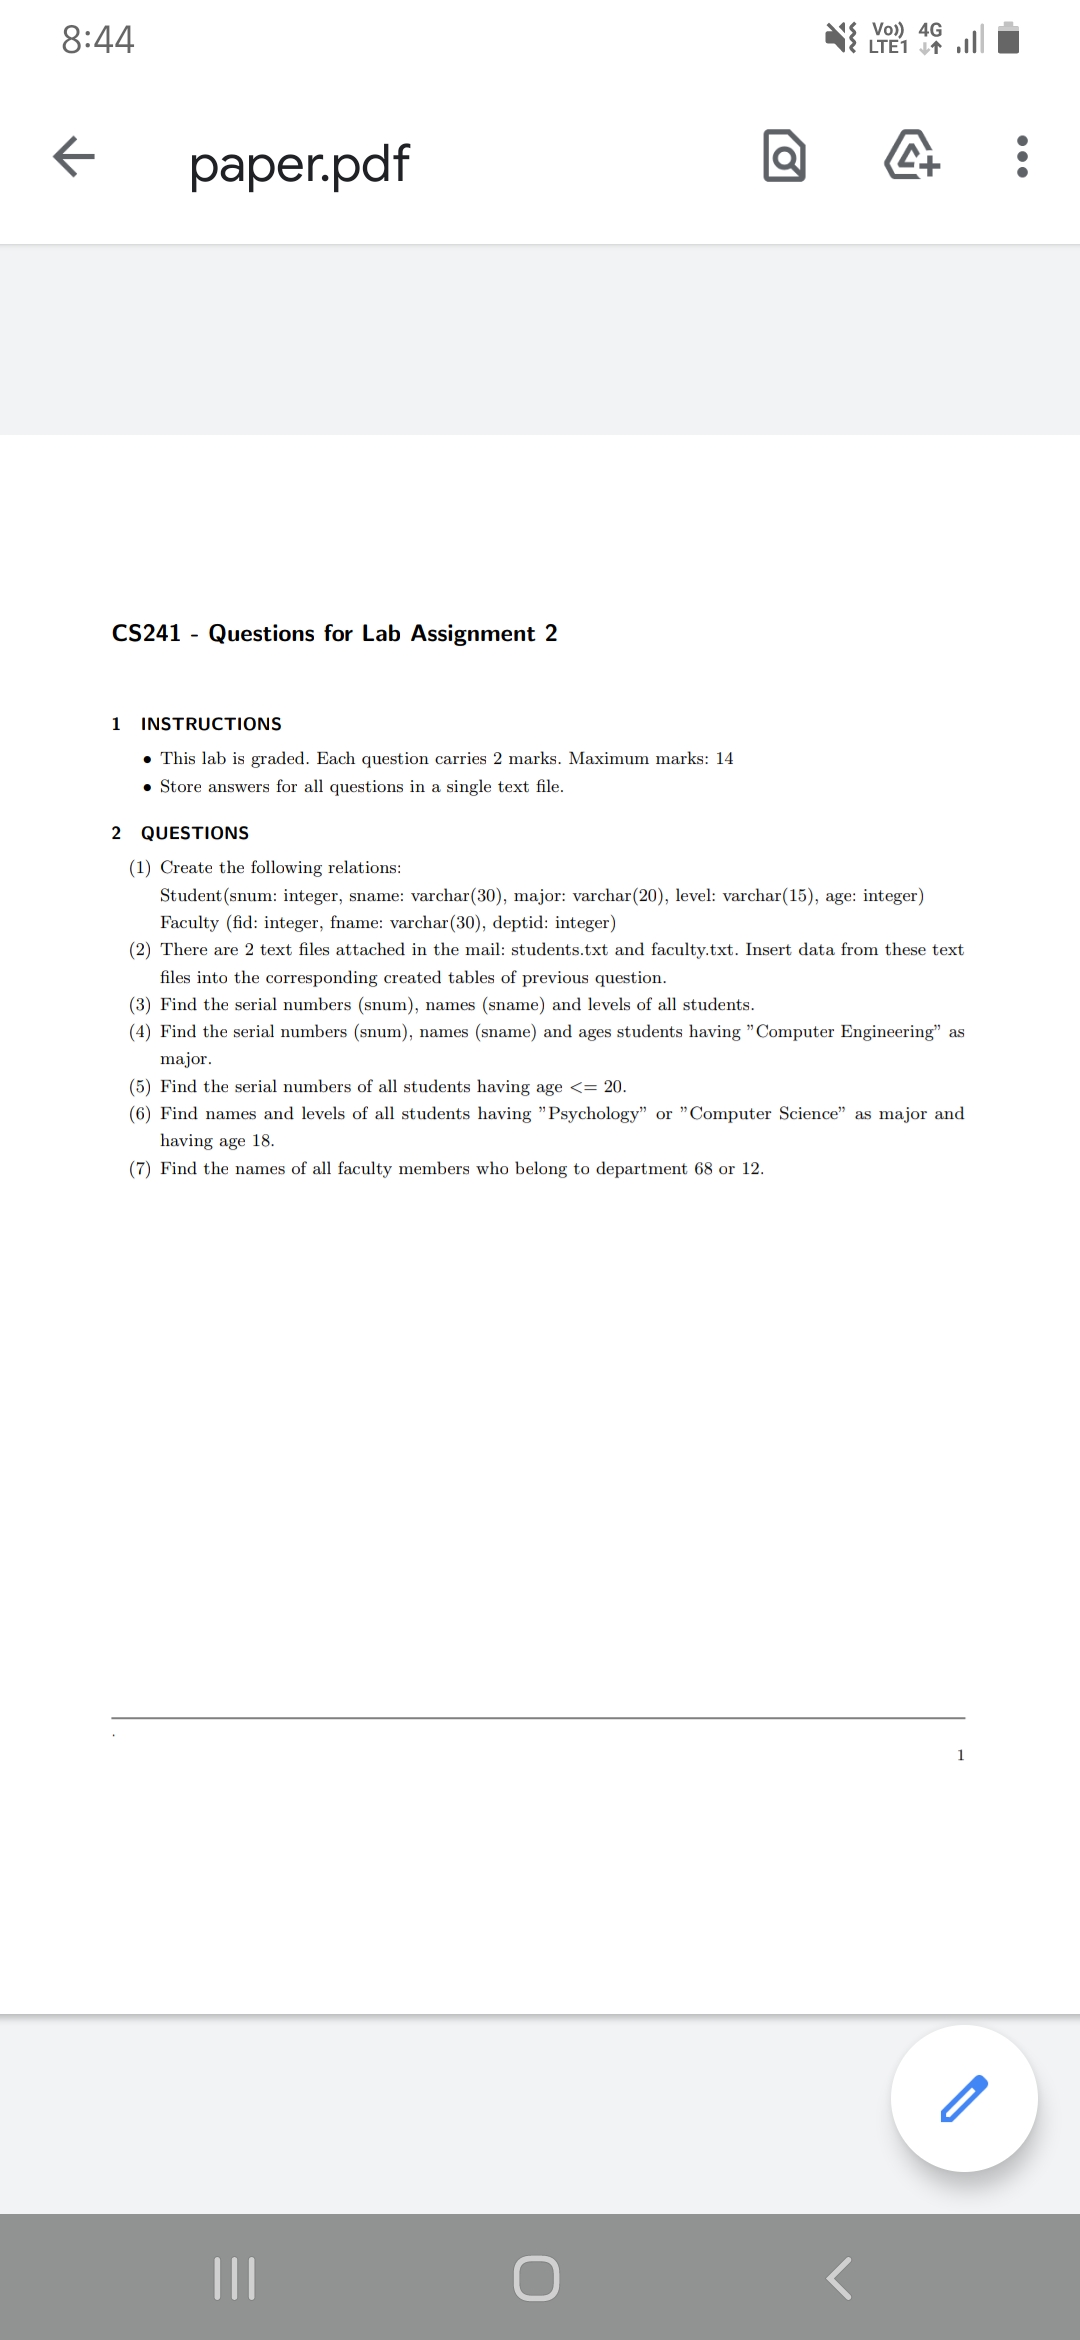 8:44
Vo)) 4G
LTE1
paper.pdf
CS241 - Questions for Lab Assignment 2
1 INSTRUCTIONS
• This lab is graded. Each question carries 2 marks. Maximum marks: 14
• Store answers for all questions in a single text file.
2 QUESTIONS
(1) Create the following relations:
Student(snum: integer, sname: varchar(30), major: varchar(20), level: varchar(15), age: integer)
Faculty (fid: integer, fname: varchar(30), deptid: integer)
(2) There are 2 text files attached in the mail: students.txt and faculty.txt. Insert data from these text
files into the corresponding created tables of previous question.
(3) Find the serial numbers (snum), names (sname) and levels of all students.
(4) Find the serial numbers (snum), names (sname) and ages students having ”Computer Engineering” as
major.
(5) Find the serial numbers of all students having age <= 20.
(6) Find names and levels of all students having ”Psychology” or ”Computer Science” as major and
having age 18.
(7) Find the names of all faculty members who belong to department 68 or 12.
.
1